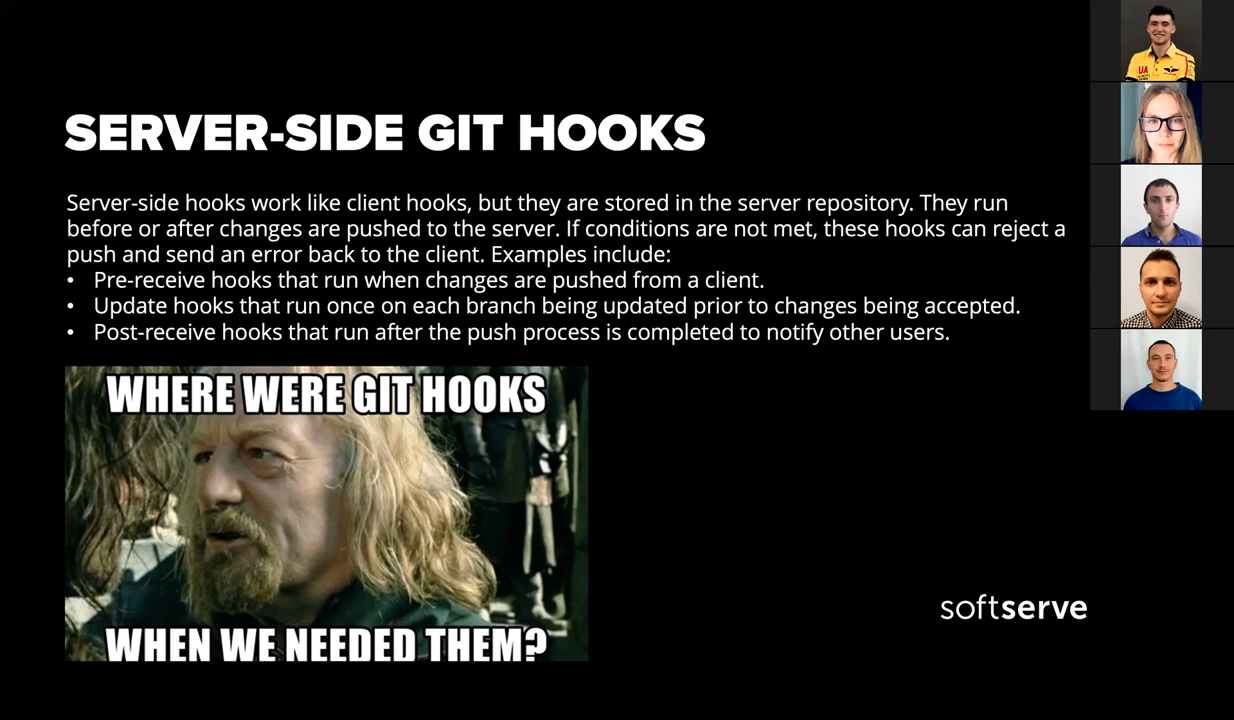 SERVER-SIDE GIT HOOKS
Server-side hooks work like client hooks, but they are stored in the server repository. They run
before or after changes are pushed to the server. If conditions are not met, these hooks can reject a
push and send an error back to the client. Examples include:
• Pre-receive hooks that run when changes are pushed from a client.
• Update hooks that run once on each branch being updated prior to changes being accepted.
• Post-receive hooks that run after the push process is completed to notify other users.
WHERE WERE GIT HOOKS
WHEN WE NEEDED THEM?
softserve
UA